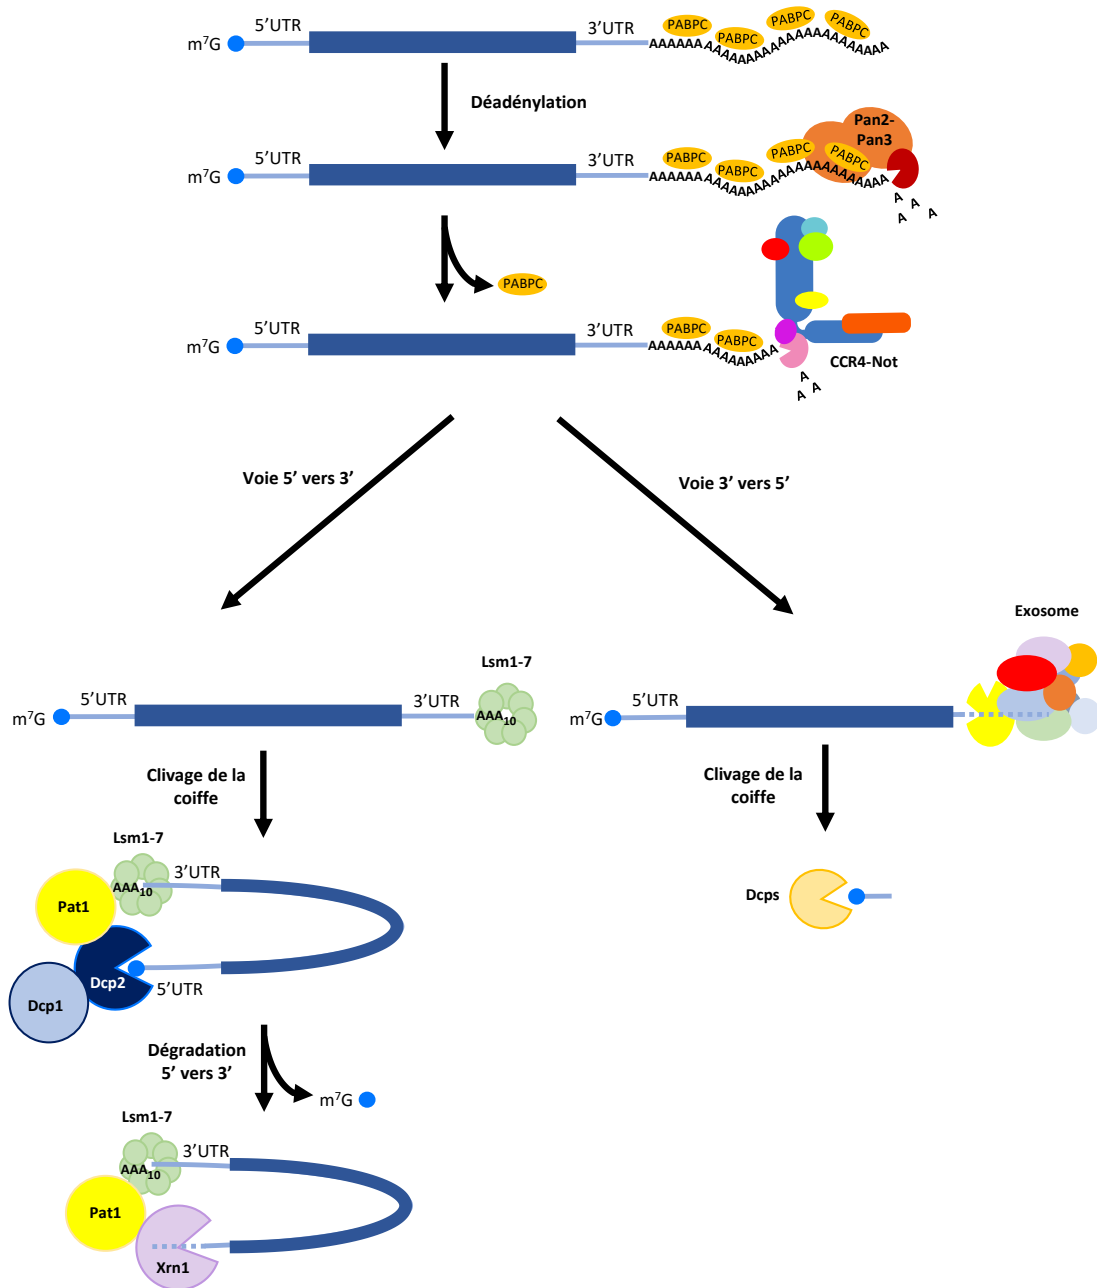 5’UTR
3’UTR
PABPC
PABPC
PABPC
PABPC
m⁷G
AAAAAAAAAAAAAAAAAAAAAAAAAAAAAA
Déadénylation
Pan2-
Pan3
5’UTR
3’UTR
PABPC
PABPC
PABPC
PABPC
m⁷G
AAAAAAAAAAAAAAAAAAAAAAAAAAAAAA
A
A
A
A
PABPC
5’UTR
3’UTR
PABPC
PABPC
m⁷G
AAAAAAAAAAAAAA
CCR4-Not
A
A
A
Voie 5’ vers 3’
Voie 3’ vers 5’
Exosome
Lsm1-7
5’UTR
3’UTR
m⁷G
AAA₁₀
5’UTR
m⁷G
Clivage de la
coiffe
Clivage de la
coiffe
Lsm1-7
3’UTR
AAA₁₀
Pat1
Dcp2
5’UTR
Dcp1
Dcps
Dégradation
5’ vers 3’
m⁷G
Lsm1-7
3’UTR
AAA₁₀
Pat1
Xrn1